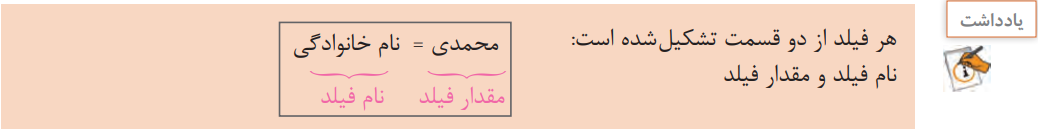 یادداشت
هر فیلد از دو قسمت تشکیل‌شده است:
نام فیلد و مقدار فیلد
محمدی = نام خانوادگی
مقدار فیلد نام فیلد